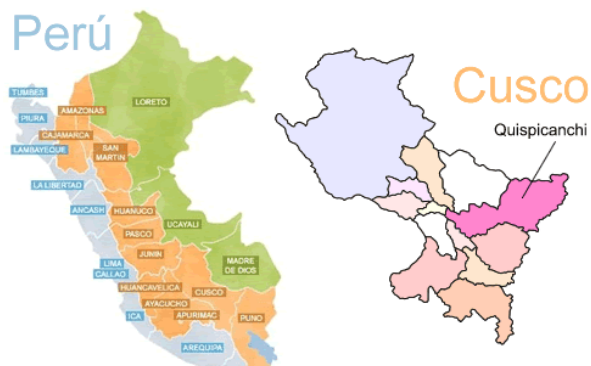 Perú
TUMBES
PIURA
LAMBAYEQUE
AMAZONAS
CAJAMARCA
LORETO
SAN
MARTIN
LA LIBERTAD
ANCASH
HUANUCO
UCAYALI
PASCO
JUNIN
LIMA
CALLAO
MADRE
DE DIOS
HUANCAVELICA
CUSCO
AYACUCHO
ICA
APURIMAC
PUNO
AREQUIPA
Cusco
Quispicanchi